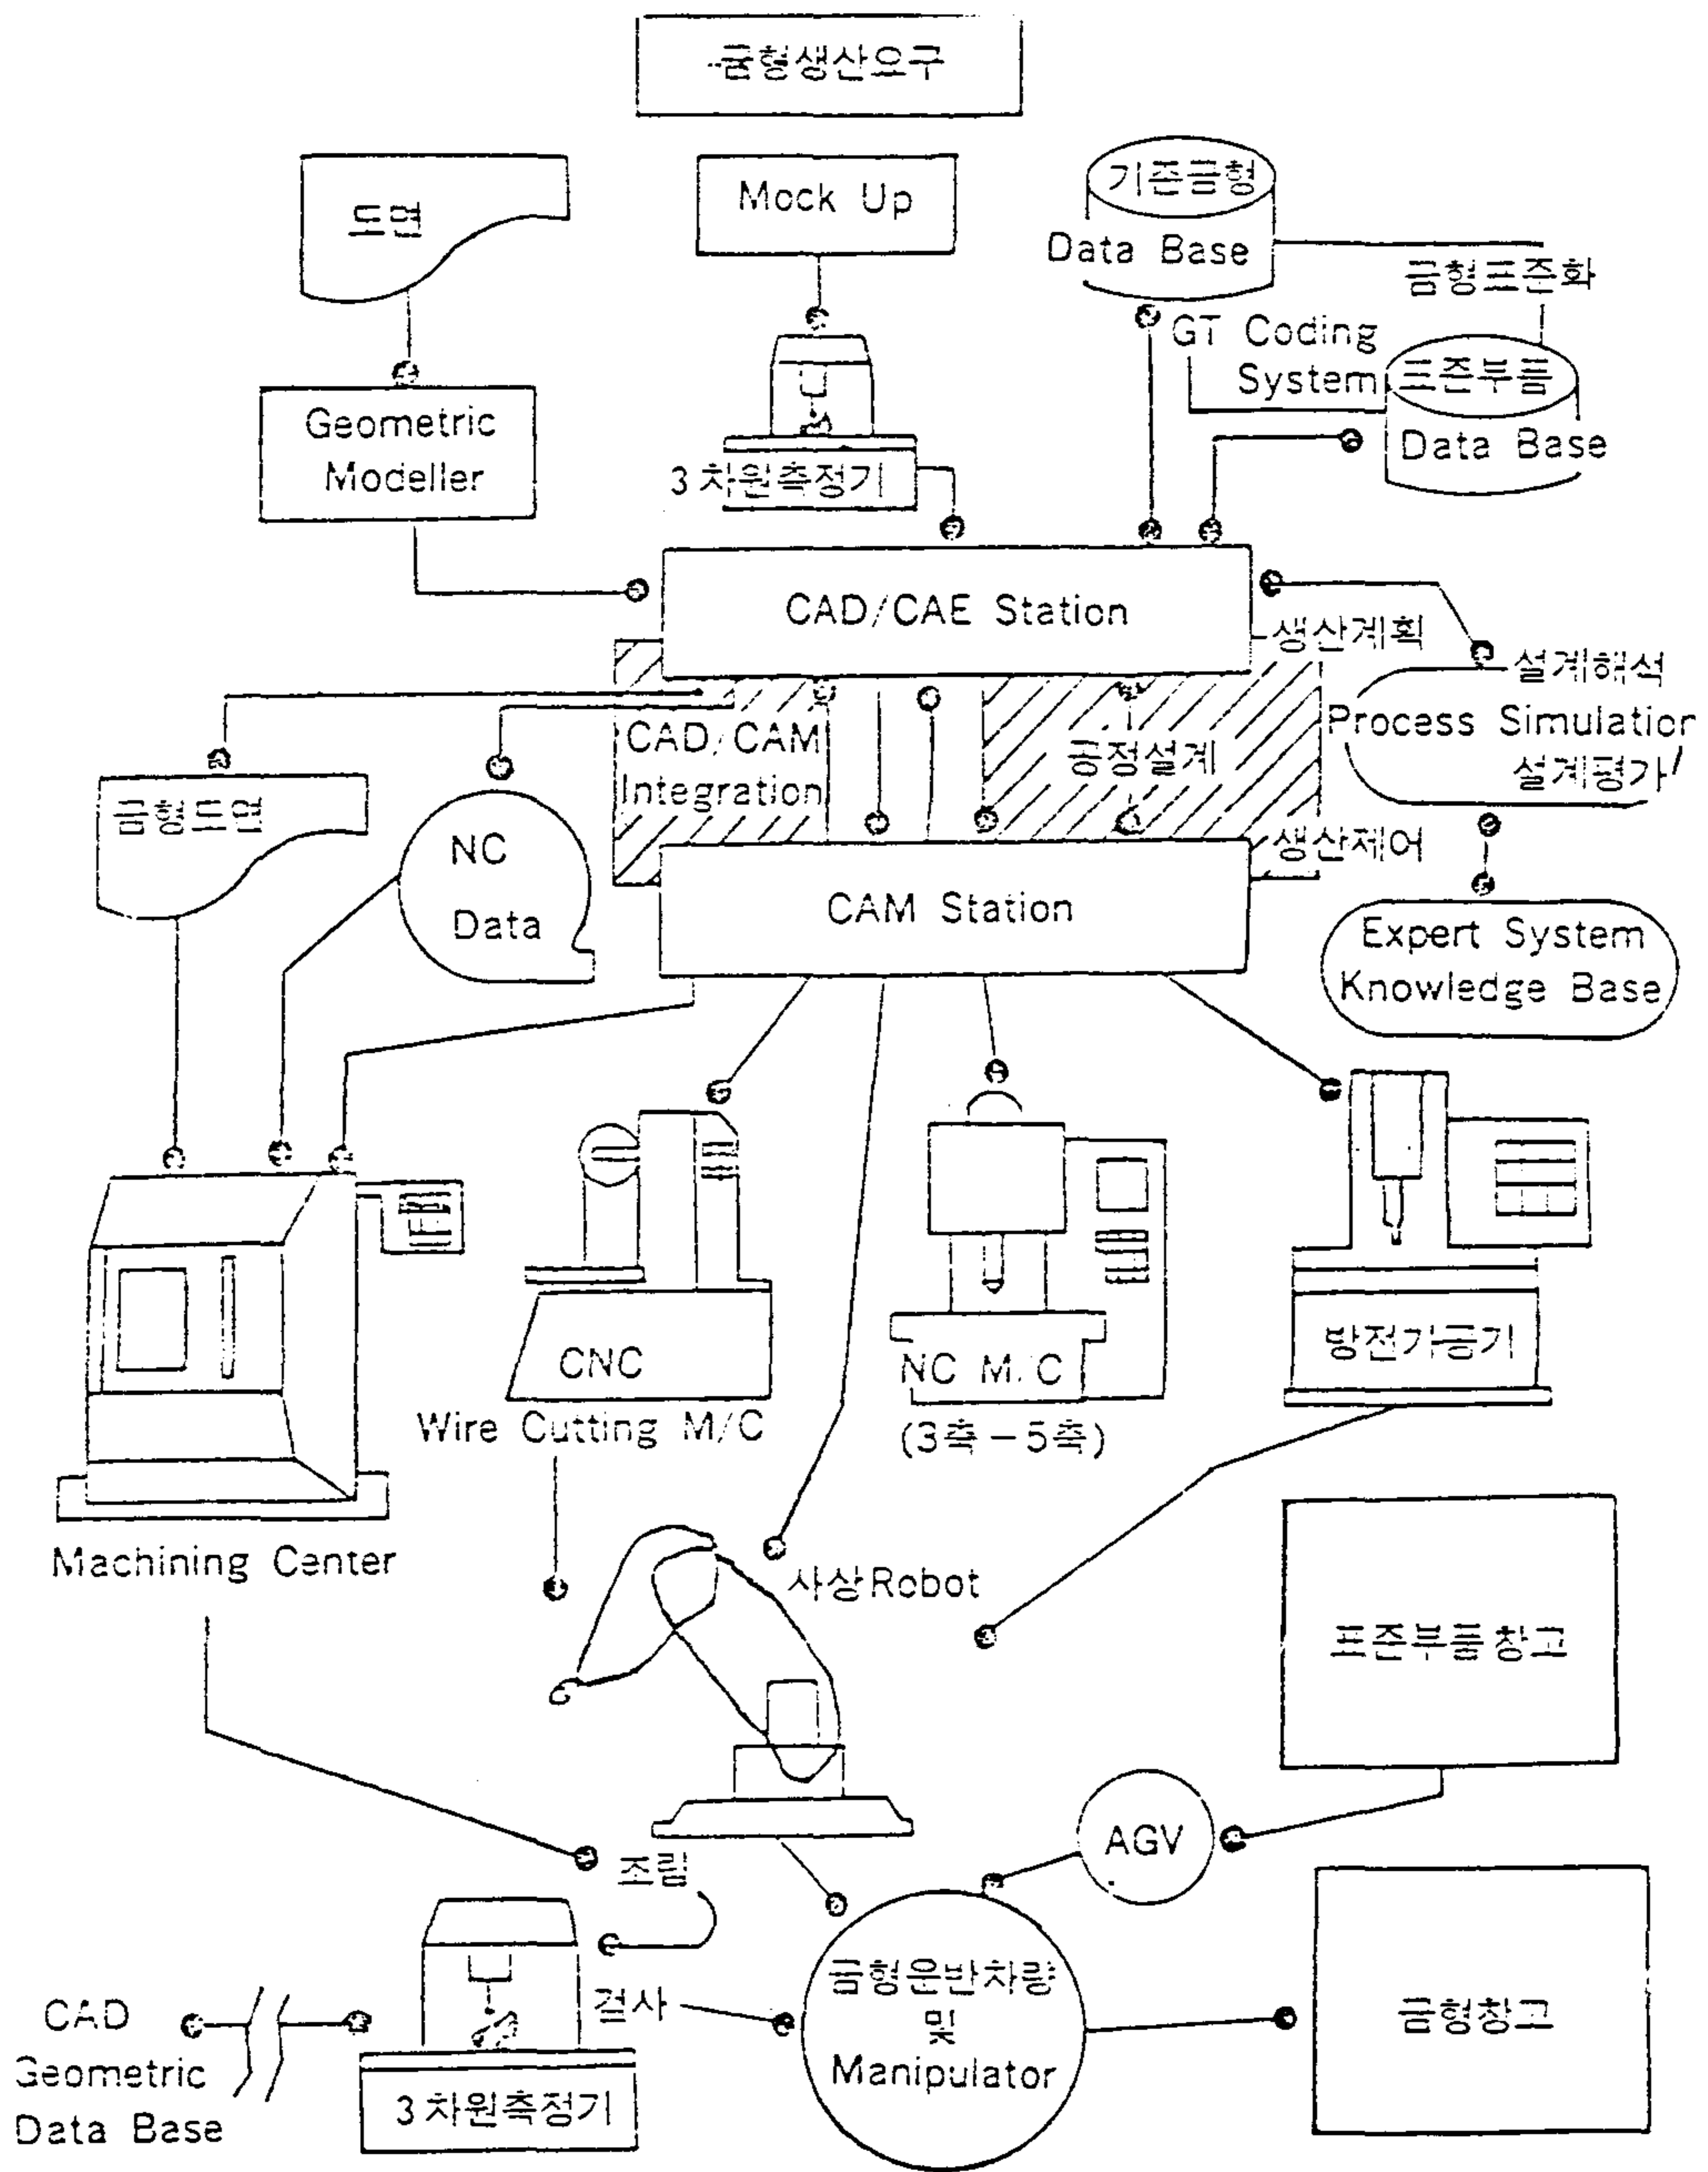 금형생산요구
도면
Mock Up
기존금형
Data Base
금형표준화
GT Coding
System
표준부품
Data Base
Geometric
Modeller
3차원측정기
CAD/CAE Station
생산계획
설계해석
Process Simulation
설계평가
CAD/CAM
Integration
공정설계
금형도면
NC
Data
생산제어
CAM Station
Expert System
Knowledge Base
CNC
Wire Cutting M/C
NC M/C
(3축-5축)
방전가공기
Machining Center
사상Robot
표준부품창고
AGV
조립
검사
금형운반차량
및
Manipulator
금형창고
CAD
Geometric
Data Base
3차원측정기